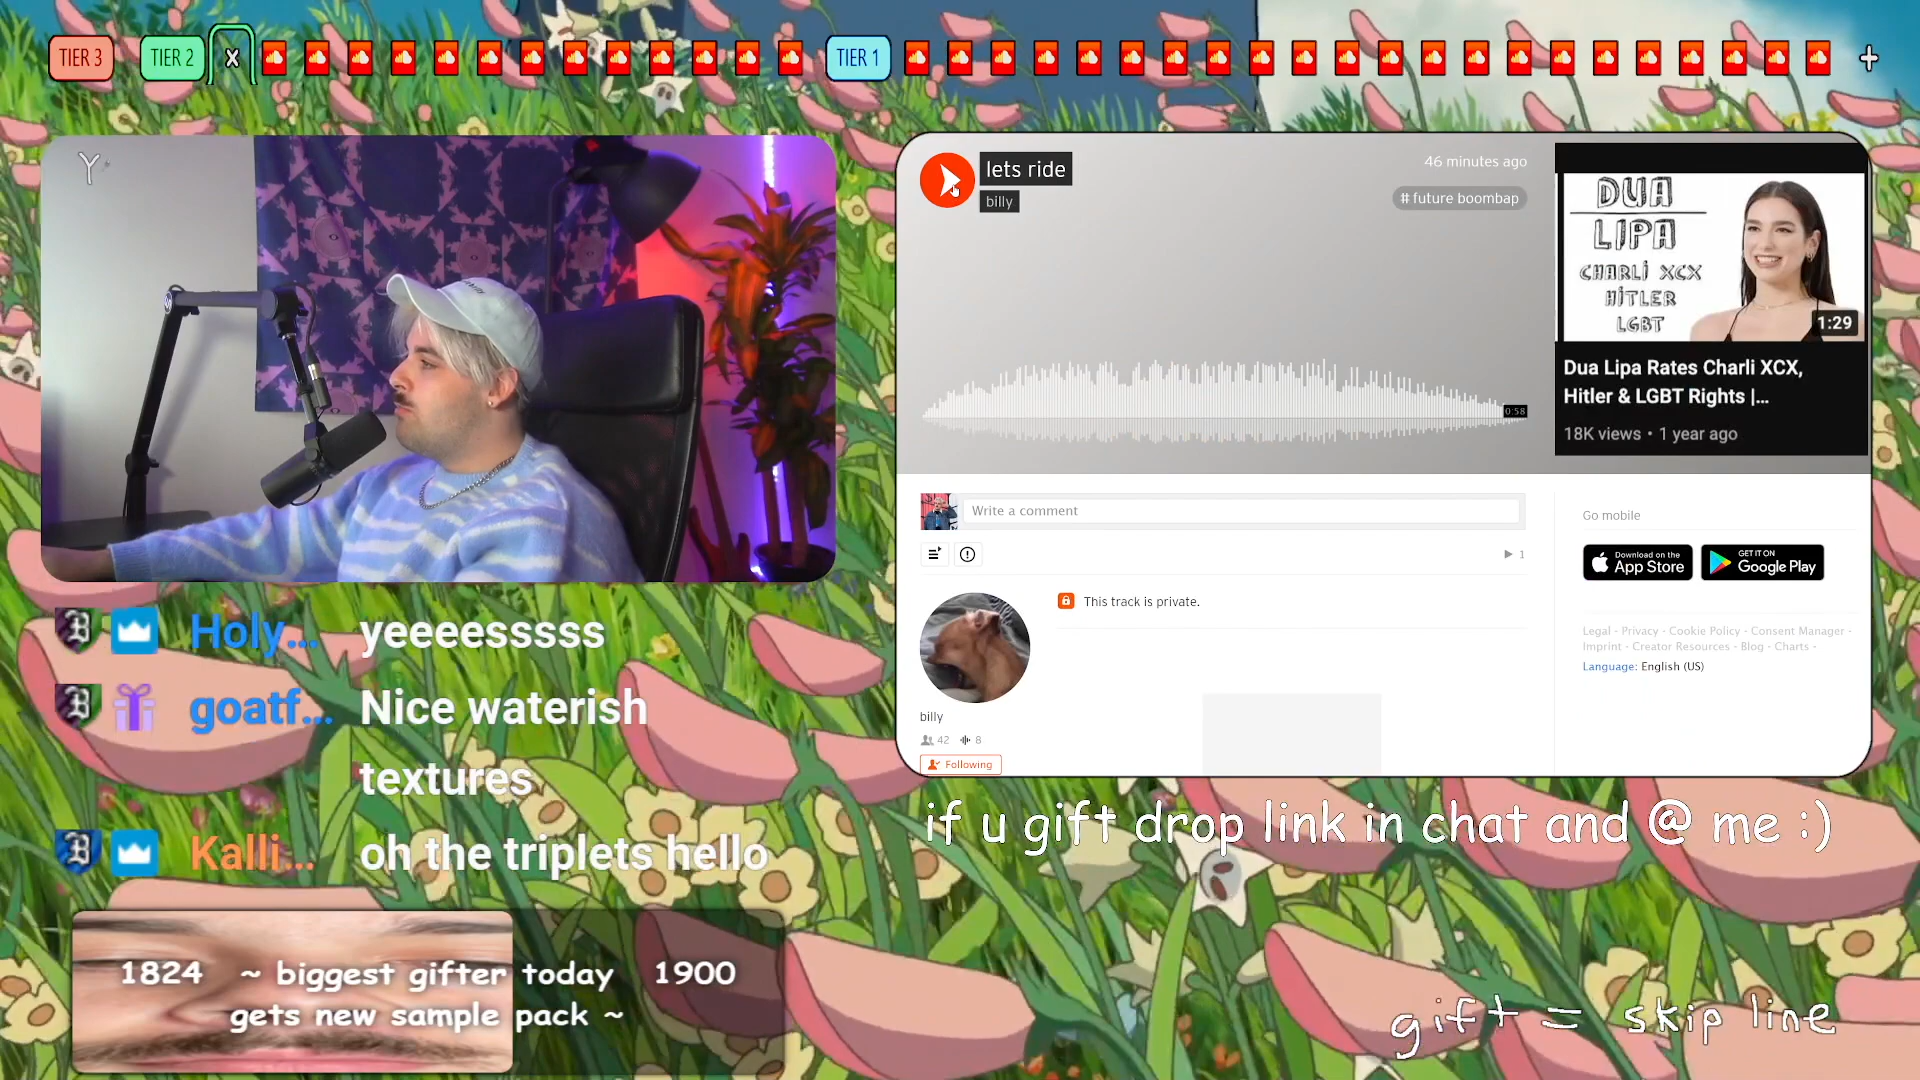 TIER 3
TIER 2
X
TIER 1
+
lets ride
billy
46 minutes ago
# future boombap
0:58
DUA
LIPA
CHARLI XCX
HITLER
LGBT
1:29
Dua Lipa Rates Charli XCX,
Hitler & LGBT Rights |...
18K views • 1 year ago
Write a comment
1
This track is private.
billy
42
8
Following
Go mobile
Download on the
App Store
GET IT ON
Google Play
Legal - Privacy - Cookie Policy - Consent Manager -
Imprint - Creator Resources - Blog - Charts -
Language: English (US)
Holy... yeeeesssss
goatf... Nice waterish
textures
Kalli... oh the triplets hello
if u gift drop link in chat and @ me :)
1824 ~ biggest gifter today 1900
gets new sample pack ~
gift = skip line